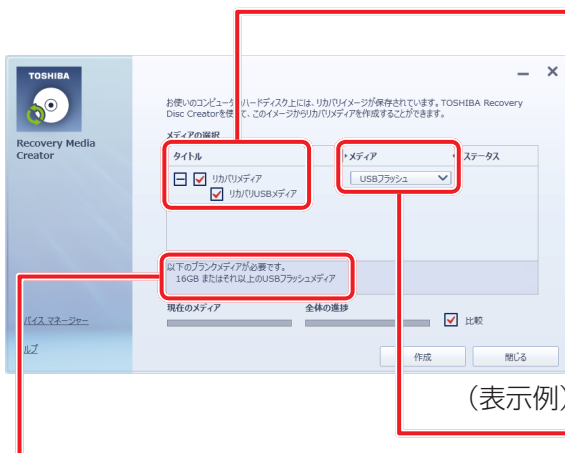 TOSHIBA
Recovery Media
Creator
お使いのコンピュータのハードディスク上には、リカバリイメージが保存されています。TOSHIBA Recovery
Disc Creatorを使って、このイメージからリカバリメディアを作成することができます。
メディアの選択
タイトル メディア ステータス
リカバリメディア USBフラッシュ
リカバリUSBメディア
以下のブランクメディアが必要です。
16GB またはそれ以上のUSBフラッシュメディア
現在のメディア 全体の進捗
比較
バイス マネージャー
ルプ
作成 閉じる
(表示例)